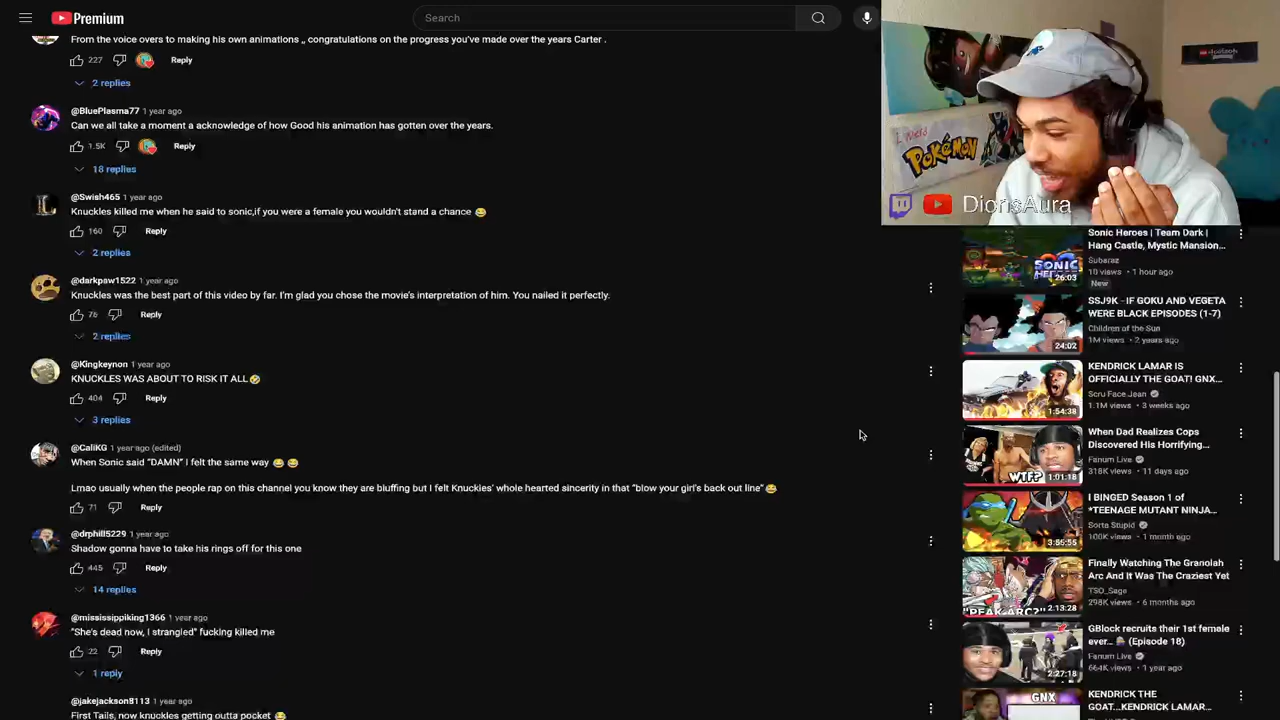 Premium
Search
From the voice overs to making his own animations ,, congratulations on the progress you've made over the years Carter .
227 Reply
2 replies
@BluePlasma77 1 year ago
Can we all take a moment a acknowledge of how Good his animation has gotten over the years.
1.5K Reply
18 replies
@Swish465 1 year ago
Knuckles killed me when he said to sonic,if you were a female you wouldn't stand a chance 😂
160 Reply
2 replies
@darkpaw1522 1 year ago
Knuckles was the best part of this video by far. I'm glad you chose the movie's interpretation of him. You nailed it perfectly.
76 Reply
2 replies
@Kingkeynon 1 year ago
KNUCKLES WAS ABOUT TO RISK IT ALL🤣
404 Reply
3 replies
@CaliKG 1 year ago (edited)
When Sonic said "DAMN" I felt the same way 😂 😂
Lmao usually when the people rap on this channel you know they are bluffing but I felt Knuckles' whole hearted sincerity in that "blow your girl's back out line" 😂
71 Reply
@drphill5229 1 year ago
Shadow gonna have to take his rings off for this one
445 Reply
14 replies
@mississippiking1366 1 year ago
"She's dead now, I strangled" fucking killed me
22 Reply
1 reply
@jakejackson8113 1 year ago
First Tails, now knuckles getting outta pocket 😂
POKéMON
DiorisAura
SONIC
HEROES
26:03
Sonic Heroes | Team Dark |
Hang Castle, Mystic Mansion...
Subaraz
10 views • 1 hour ago
New
24:02
SSJ9K - IF GOKU AND VEGETA
WERE BLACK EPISODES (1-7)
Children of the Sun
1M views • 2 years ago
1:54:38
KENDRICK LAMAR IS
OFFICIALLY THE GOAT! GNX...
Scru Face Jean
1.1M views • 3 weeks ago
WTF?
1:01:18
When Dad Realizes Cops
Discovered His Horrifying...
Fanum Live
318K views • 11 days ago
3:55:55
I BINGED Season 1 of
*TEENAGE MUTANT NINJA...
Sorta Stupid
100K views • 1 month ago
"PEAK ARC?"
2:13:28
Finally Watching The Granolah
Arc And It Was The Craziest Yet
TSO_Sage
298K views • 6 months ago
2:27:18
GBlock recruits their 1st female
ever... (Episode 18)
Fanum Live
664K views • 1 year ago
GNX
KENDRICK THE
GOAT...KENDRICK LAMAR...